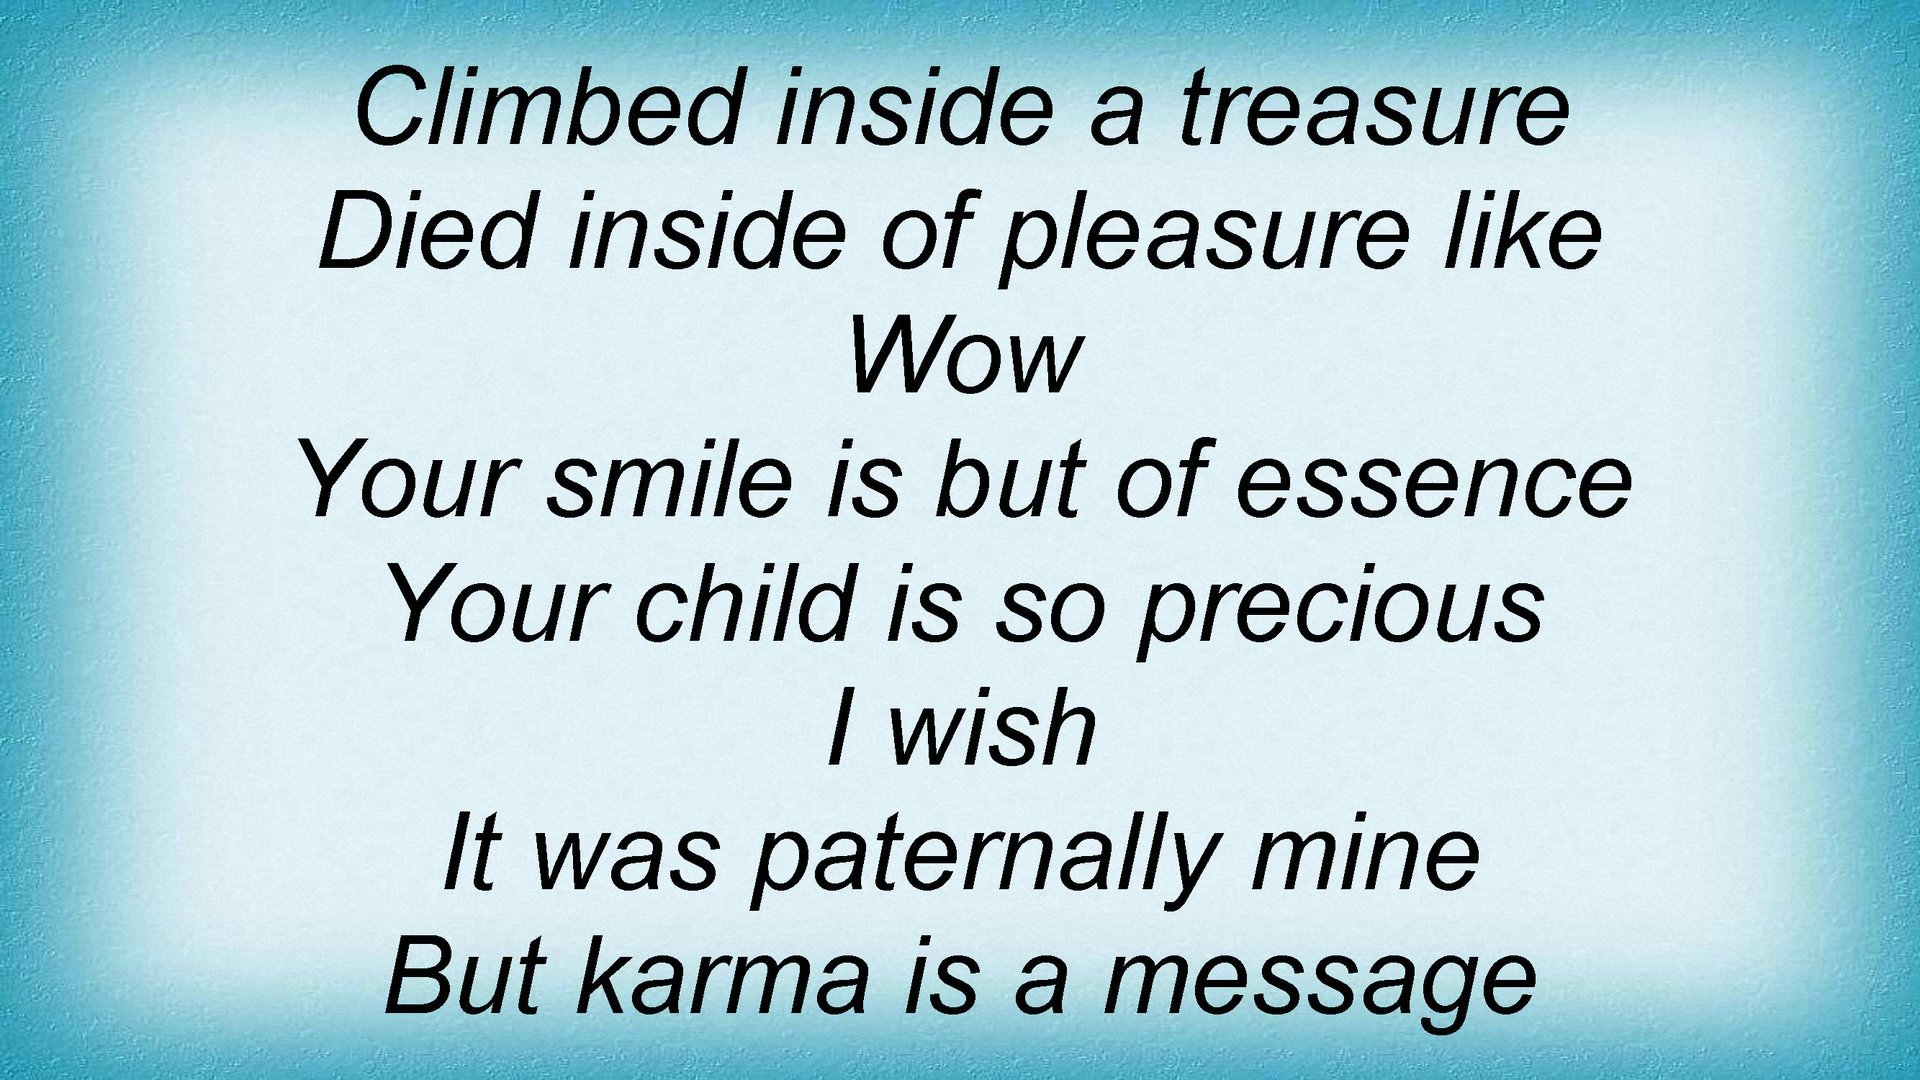 Climbed inside a treasure
Died inside of pleasure like
Wow
Your smile is but of essence
Your child is so precious
I wish
It was paternally mine
But karma is a message